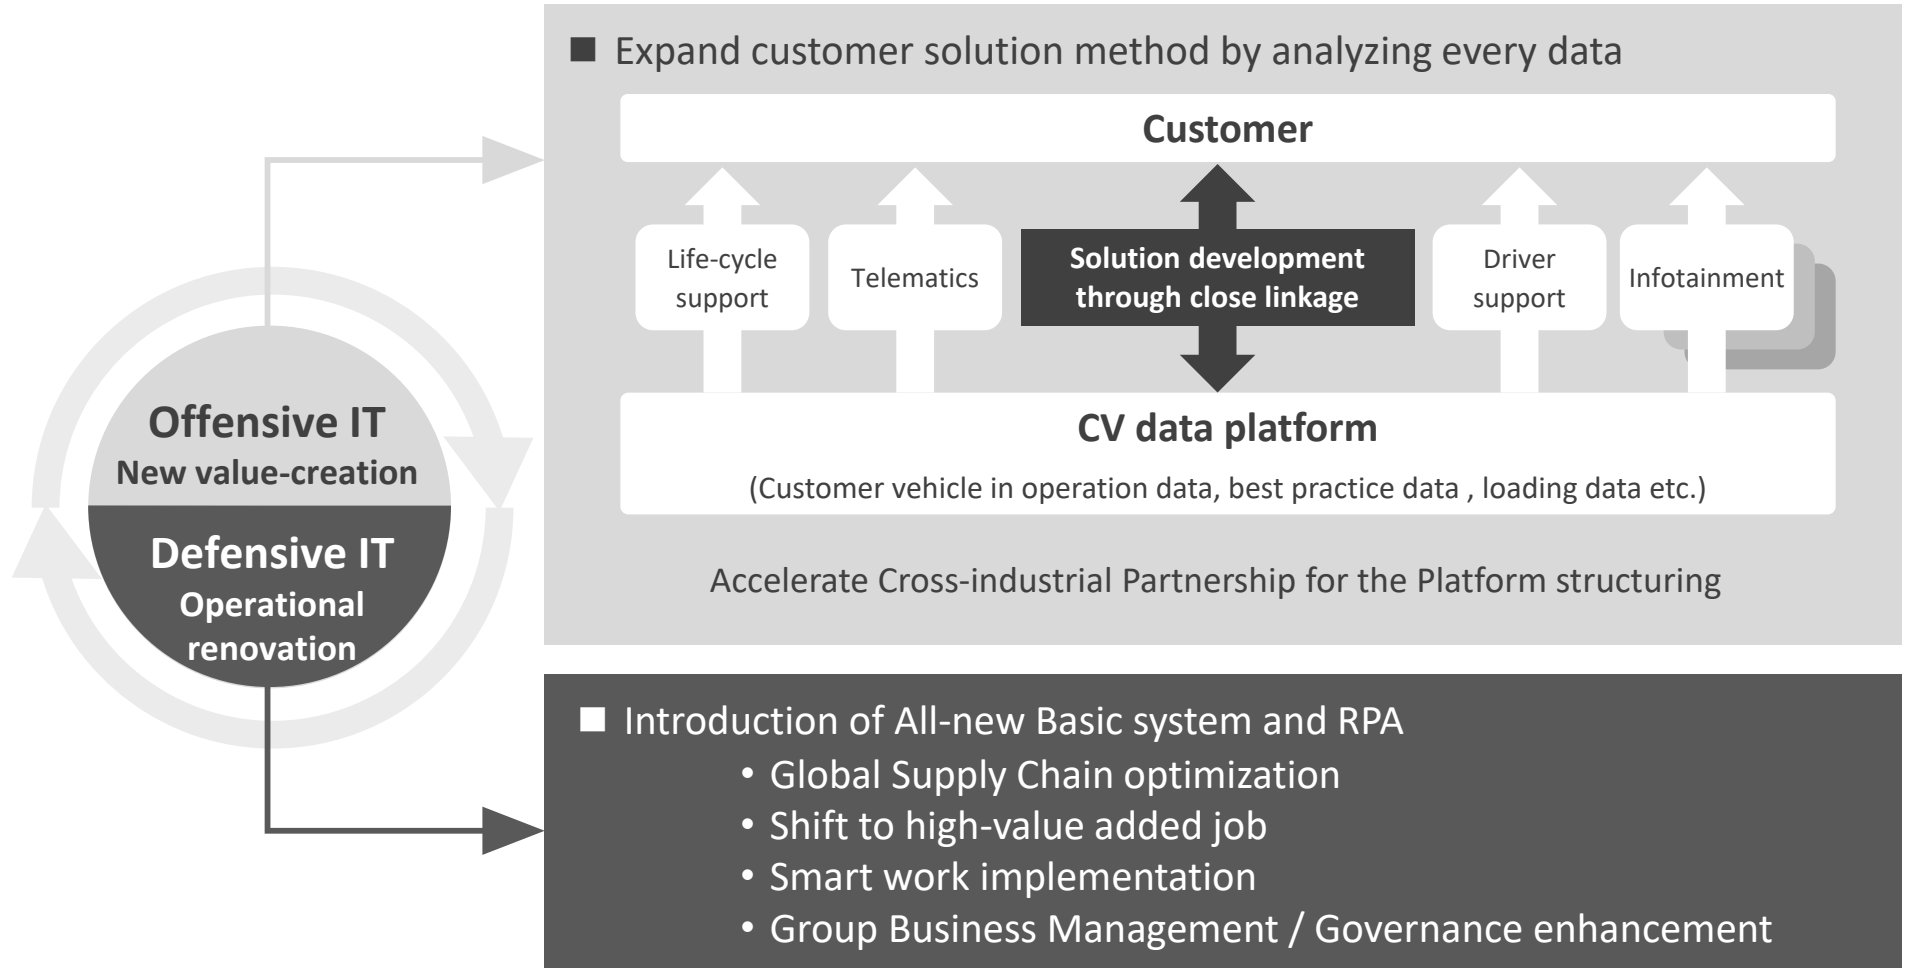 ■ Expand customer solution method by analyzing every data
Customer
Life-cycle
support
Telematics
Solution development
through close linkage
Driver
support
Infotainment
CV data platform
(Customer vehicle in operation data, best practice data , loading data etc.)
Accelerate Cross-industrial Partnership for the Platform structuring
Offensive IT
New value-creation
Defensive IT
Operational
renovation
■ Introduction of All-new Basic system and RPA
• Global Supply Chain optimization
• Shift to high-value added job
• Smart work implementation
• Group Business Management / Governance enhancement